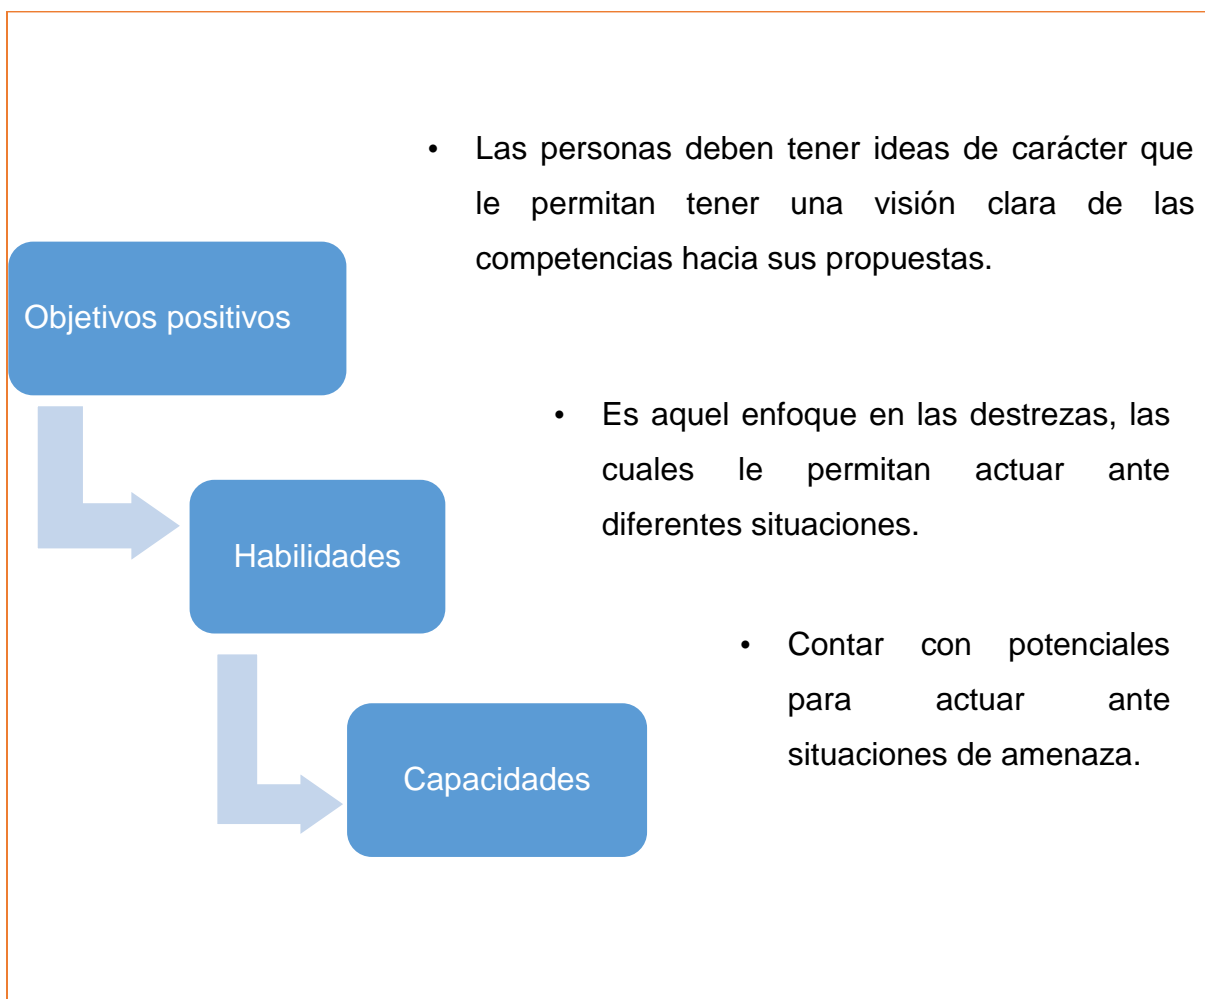 • Las personas deben tener ideas de carácter que
le permitan tener una visión clara de las
competencias hacia sus propuestas.
Objetivos positivos
• Es aquel enfoque en las destrezas, las
cuales le permitan actuar ante
diferentes situaciones.
Habilidades
• Contar con potenciales
para actuar ante
situaciones de amenaza.
Capacidades